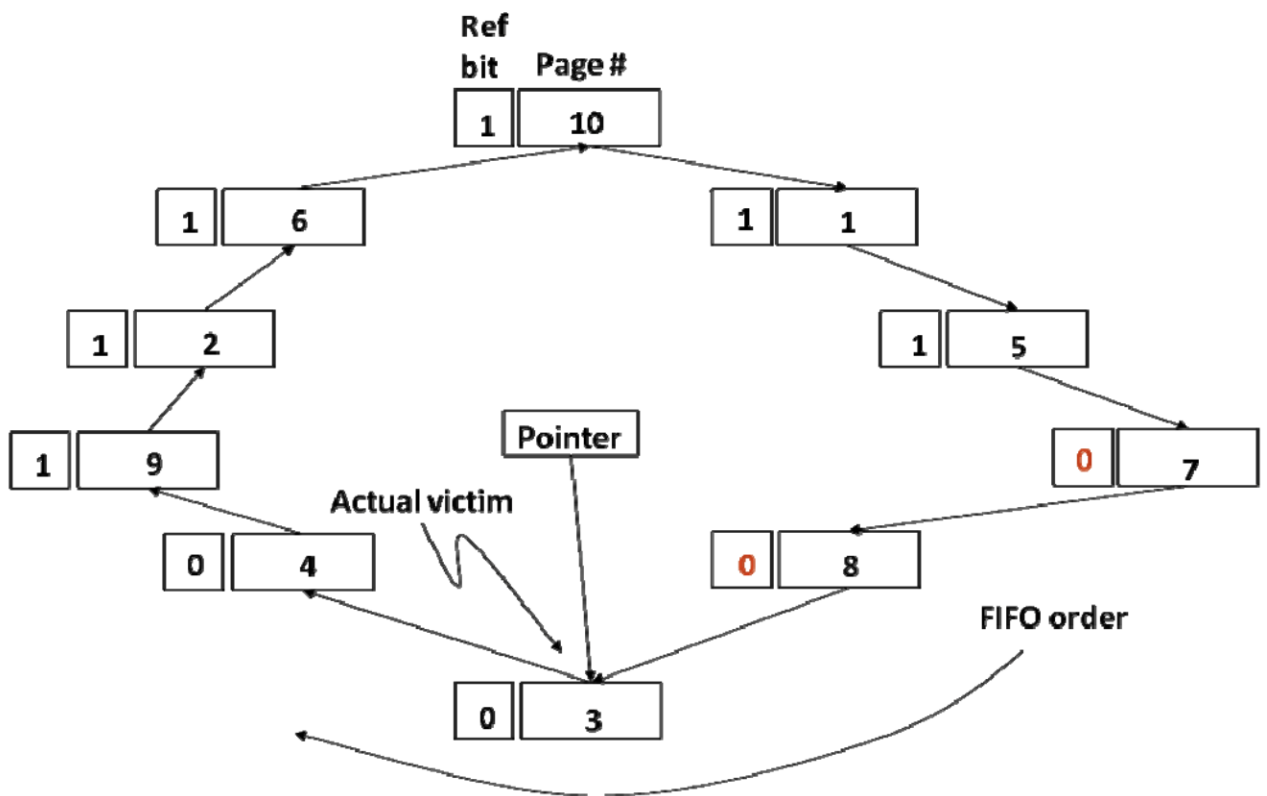 Ref
bit Page #
1 10
1 6
1 1
1 2
1 5
Pointer
1 9
0 7
Actual victim
0 4
0 8
FIFO order
0 3